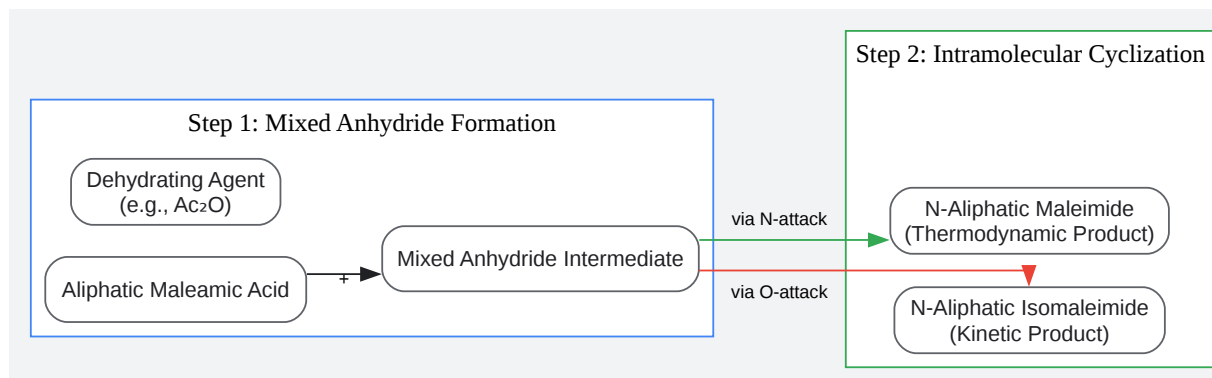 Step 1: Mixed Anhydride Formation
Dehydrating Agent
(e.g., Ac₂O)
Aliphatic Maleamic Acid
+
Mixed Anhydride Intermediate
via N-attack
via O-attack
Step 2: Intramolecular Cyclization
N-Aliphatic Maleimide
(Thermodynamic Product)
N-Aliphatic Isomaleimide
(Kinetic Product)